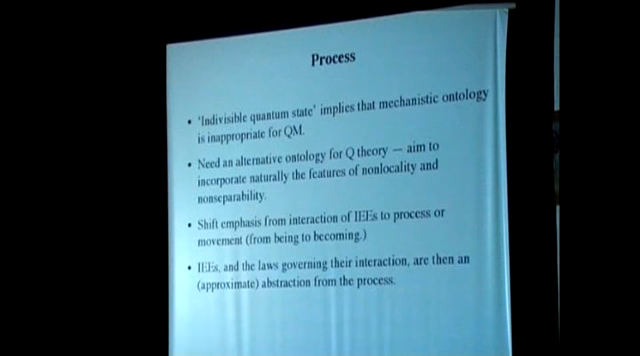 Process
• 'Indivisible quantum state' implies that mechanistic ontology
is inappropriate for QM.
• Need an alternative ontology for Q theory — aim to
incorporate naturally the features of nonlocality and
nonseparability.
• Shift emphasis from interaction of IEEs to process or
movement (from being to becoming.)
• IEEs, and the laws governing their interaction, are then an
(approximate) abstraction from the process.